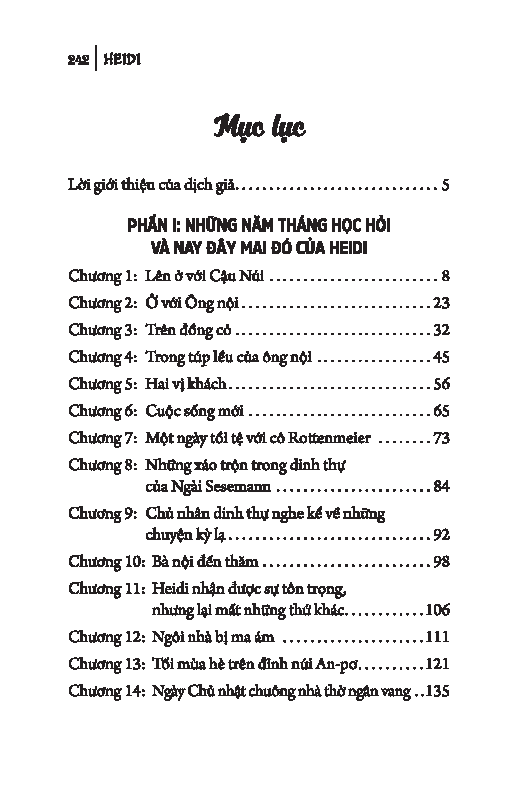 242 | HEIDI
Mục lục
Lời giới thiệu của dịch giả.............................. 5
PHẦN I: NHỮNG NĂM THÁNG HỌC HỎI
VÀ NAY ĐÂY MAI ĐÓ CỦA HEIDI
Chương 1: Lên ở với Cậu Núi ......................... 8
Chương 2: Ở với Ông nội ............................ 23
Chương 3: Trên đồng cỏ ............................. 32
Chương 4: Trong túp lều của ông nội ................. 45
Chương 5: Hai vị khách.............................. 56
Chương 6: Cuộc sống mới ........................... 65
Chương 7: Một ngày tồi tệ với cô Rottenmeier ........ 73
Chương 8: Những xáo trộn trong dinh thự
của Ngài Sesemann ....................... 84
Chương 9: Chủ nhân dinh thự nghe kể về những
chuyện kỳ lạ.............................. 92
Chương 10: Bà nội đến thăm ......................... 98
Chương 11: Heidi nhận được sự tôn trọng,
nhưng lại mất những thứ khác............ 106
Chương 12: Ngôi nhà bị ma ám ..................... 111
Chương 13: Tối mùa hè trên đỉnh núi An-pơ.......... 121
Chương 14: Ngày Chủ nhật chuông nhà thờ ngân vang .. 135